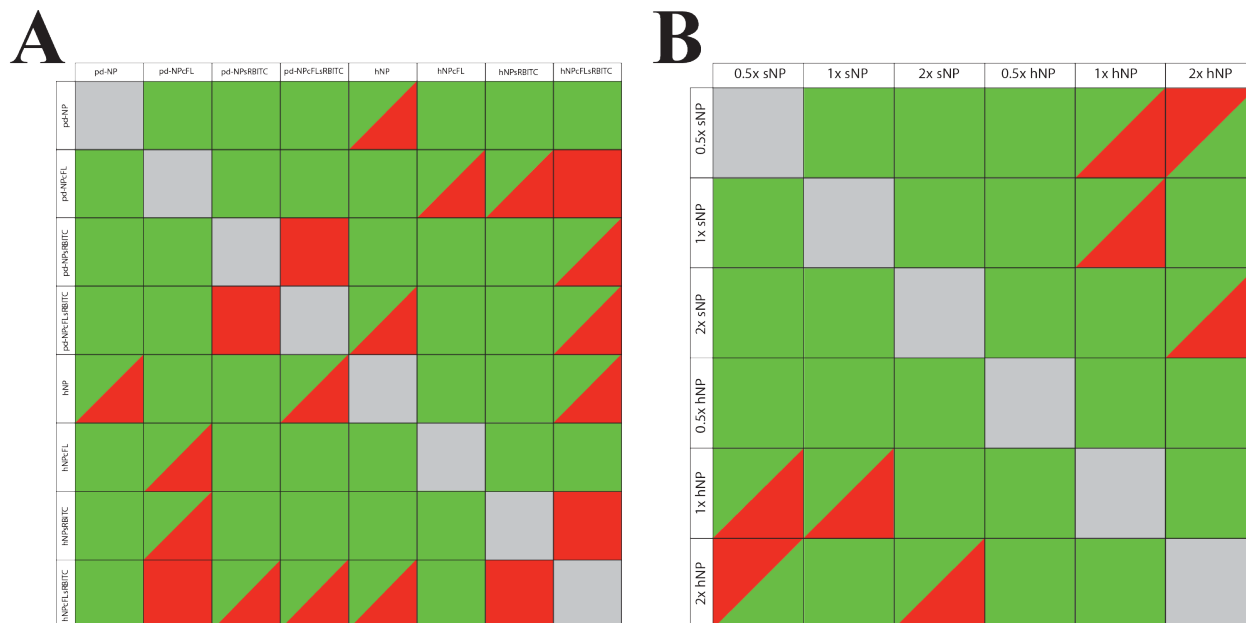 A
pd-NP pd-NPcFL pd-NPsRBITC pd-NPcFLsRBITC hNP hNPcFL hNPsRBITC hNPcFLsRBITC
pd-NP
pd-NPcFL
pd-NPsRBITC
pd-NPcFLsRBITC
hNP
hNPcFL
hNPsRBITC
hNPcFLsRBITC
B
0.5x sNP 1x sNP 2x sNP 0.5x hNP 1x hNP 2x hNP
0.5x sNP
1x sNP
2x sNP
0.5x hNP
1x hNP
2x hNP